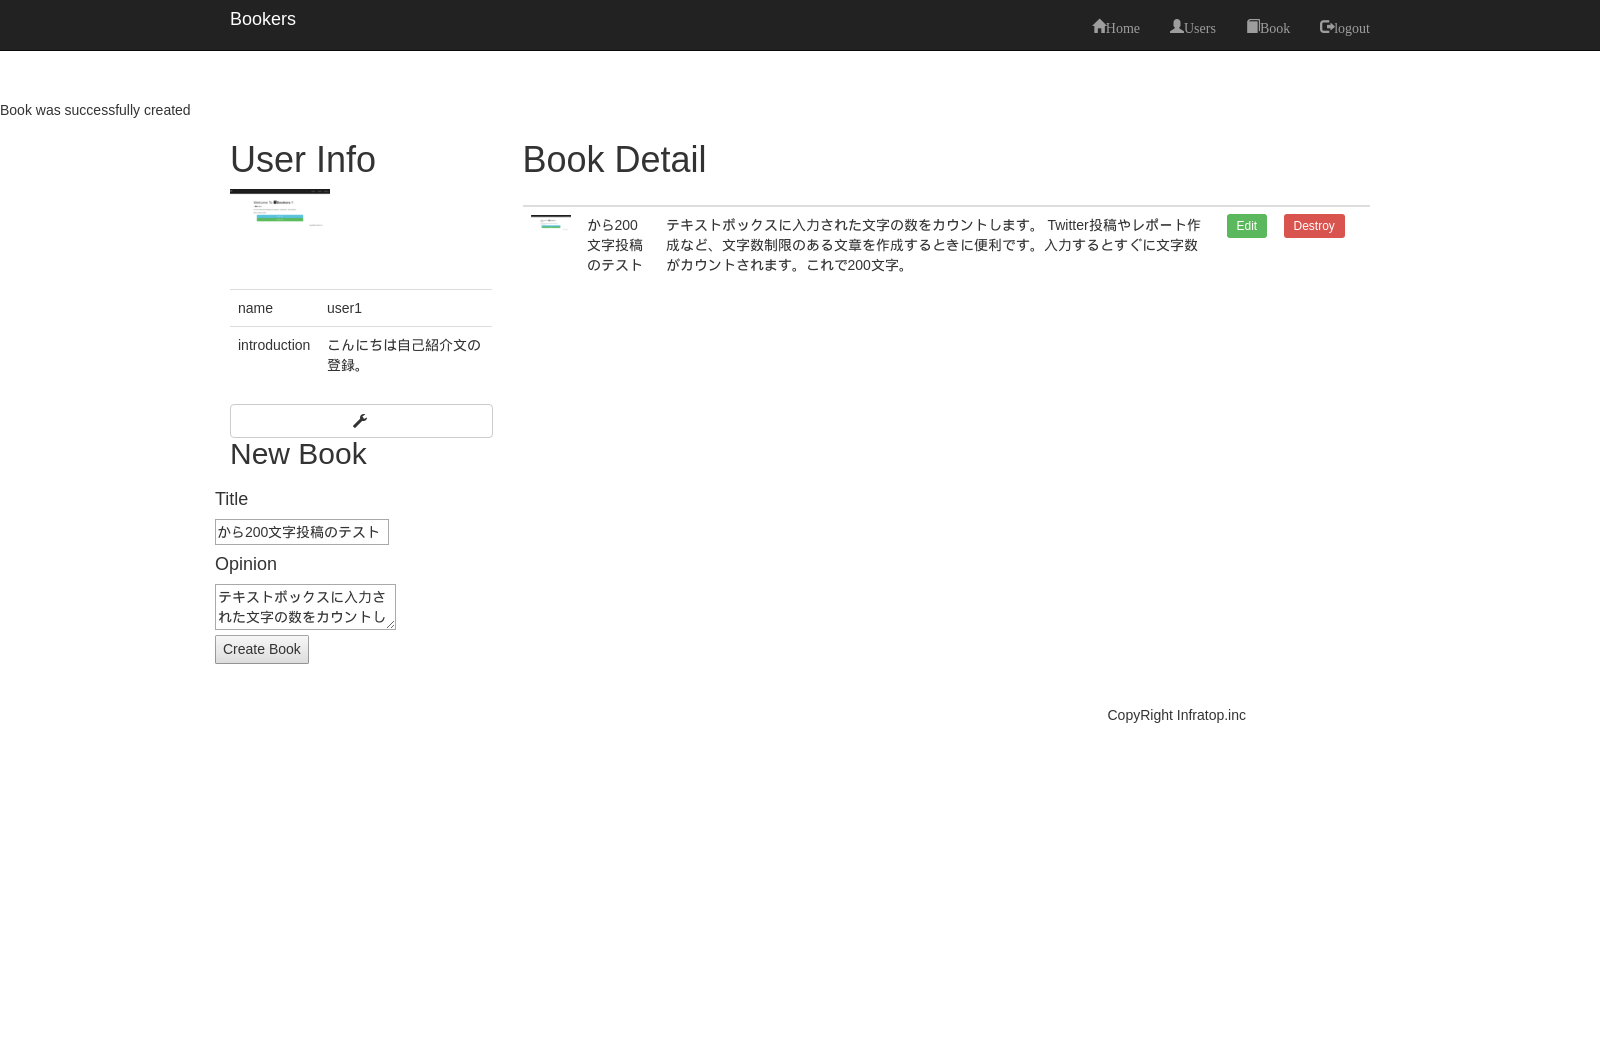 Bookers
Home
Users
Book
logout
Book was successfully created
User Info
name
user1
introduction
こんにちは自己紹介文の
登録。
New Book
Title
から200文字投稿のテスト
Opinion
テキストボックスに入力さ
れた文字の数をカウントし
Create Book
Book Detail
から200
文字投稿
のテスト
テキストボックスに入力された文字の数をカウントします。 Twitter投稿やレポート作
成など、文字数制限のある文章を作成するときに便利です。入力するとすぐに文字数
がカウントされます。これで200文字。
Edit
Destroy
CopyRight Infratop.inc